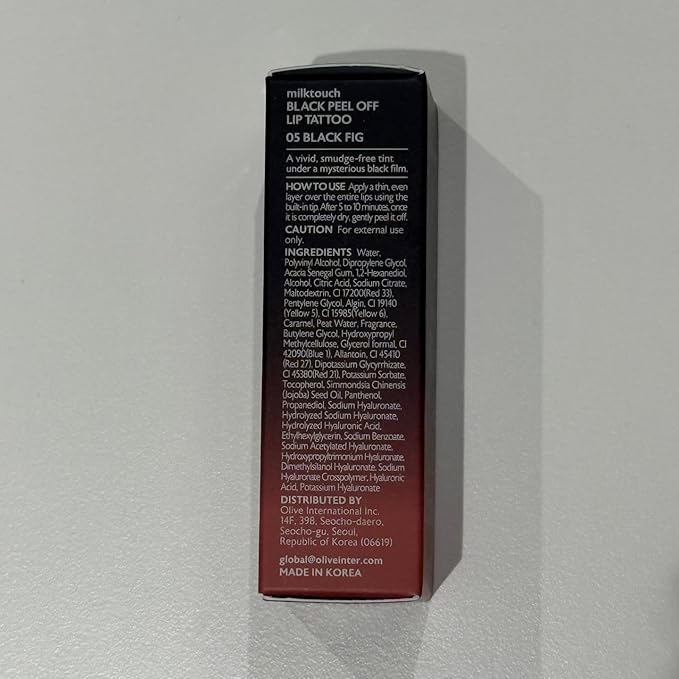 milktouch
BLACK PEEL OFF
LIP TATTOO
05 BLACK FIG
A vivid, smudge-free tint
under a mysterious black film.
HOW TO USE Apply a thin, even
layer over the entire lips using the
built-in tip. After 5 to 10 minutes, once
it is completely dry, gently peel it off.
CAUTION For external use
only.
INGREDIENTS Water,
Polyvinyl Alcohol, Dipropylene Glycol,
Acacia Senegal Gum, 1,2-Hexanediol,
Alcohol, Citric Acid, Sodium Citrate,
Maltodextrin, CI 17200(Red 33),
Pentylene Glycol, Algin, CI 19140
(Yellow 5), CI 15985(Yellow 6),
Caramel, Peat Water, Fragrance,
Butylene Glycol, Hydroxypropyl
Methylcellulose, Glycerol formal, CI
42090(Blue 1), Allantoin, CI 45410
(Red 27), Dipotassium Glycyrrhizate,
CI 45380(Red 21), Potassium Sorbate,
Tocopherol, Simmondsia Chinensis
(Jojoba) Seed Oil, Panthenol,
Propanediol, Sodium Hyaluronate,
Hydrolyzed Sodium Hyaluronate,
Hydrolyzed Hyaluronic Acid,
Ethylhexylglycerin, Sodium Benzoate,
Sodium Acetylated Hyaluronate,
Hydroxypropyltrimonium Hyaluronate,
Dimethylsilanol Hyaluronate, Sodium
Hyaluronate Crosspolymer, Hyaluronic
Acid, Potassium Hyaluronate
DISTRIBUTED BY
Olive International Inc.
14F, 398, Seocho-daero,
Seocho-gu, Seoul,
Republic of Korea (06619)
global@oliveinter.com
MADE IN KOREA